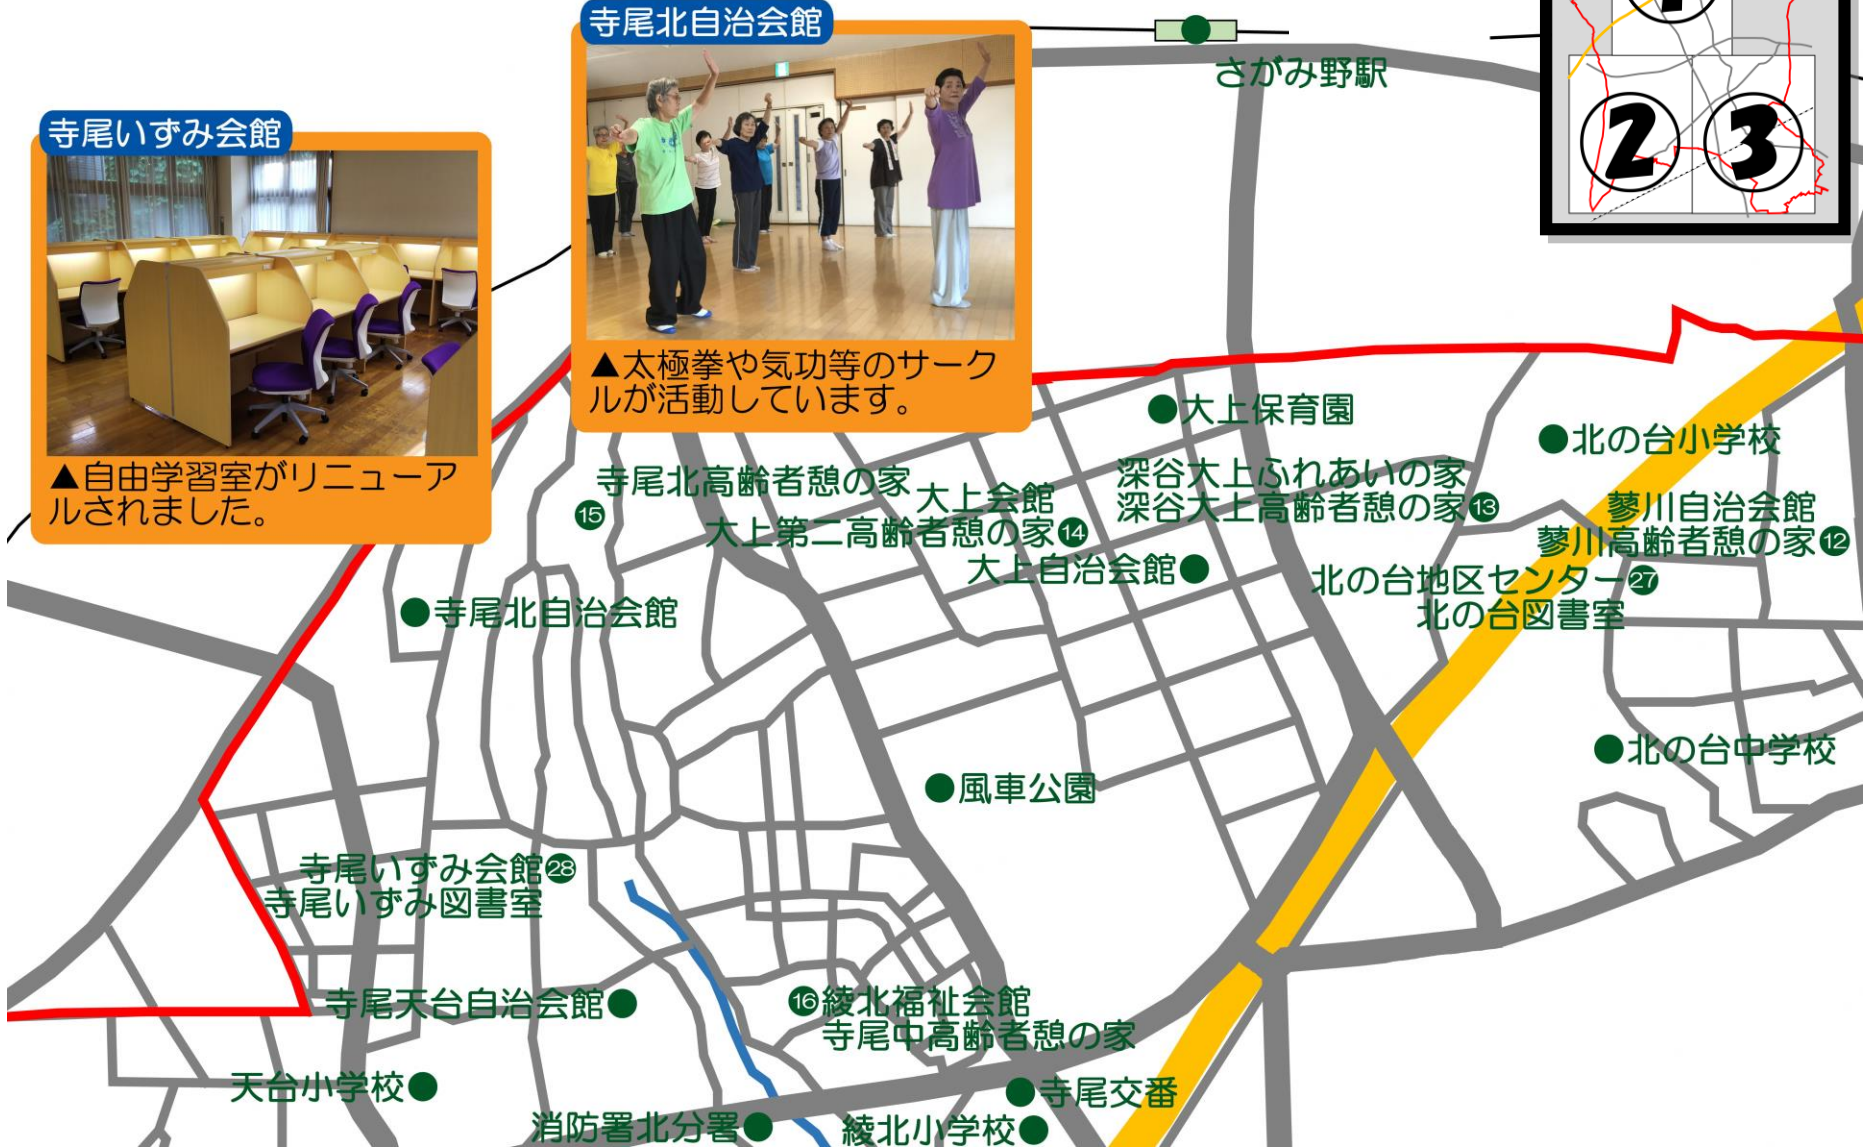 寺尾北自治会館
さがみ野駅
1
2
3
寺尾いずみ会館
▲太極拳や気功等のサーク
ルが活動しています。
▲自由学習室がリニューア
ルされました。
大上保育園
北の台小学校
寺尾北高齢者憩の家
15
大上会館
大上第二高齢者憩の家14
深谷大上ふれあいの家
深谷大上高齢者憩の家13
蓼川自治会館
蓼川高齢者憩の家12
大上自治会館
北の台地区センター27
北の台図書室
寺尾北自治会館
北の台中学校
風車公園
寺尾いずみ会館28
寺尾いずみ図書室
寺尾天台自治会館
16綾北福祉会館
寺尾中高齢者憩の家
天台小学校
寺尾交番
消防署北分署
綾北小学校